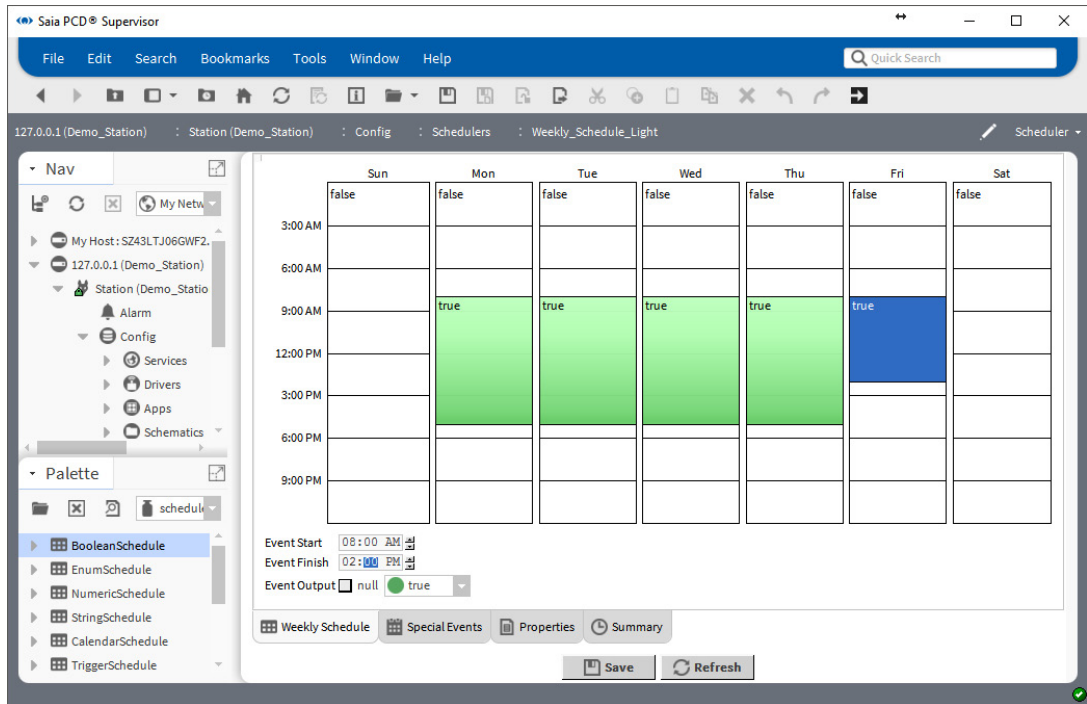 Saia PCD® Supervisor
File Edit Search Bookmarks Tools Window Help
Quick Search
127.0.0.1 (Demo_Station) : Station (Demo_Station) : Config : Schedulers : Weekly_Schedule_Light
Scheduler
Nav
My Netw
My Host : SZ43LTJ06GWF2.
127.0.0.1 (Demo_Station)
Station (Demo_Statio
Alarm
Config
Services
Drivers
Apps
Schematics
Palette
schedule
BooleanSchedule
EnumSchedule
NumericSchedule
StringSchedule
CalendarSchedule
TriggerSchedule
Sun Mon Tue Wed Thu Fri Sat
false false false false false false false
3:00 AM
6:00 AM
9:00 AM
true true true true true
12:00 PM
3:00 PM
6:00 PM
9:00 PM
Event Start 08:00 AM
Event Finish 02:00 PM
Event Output null true
Weekly Schedule Special Events Properties Summary
Save Refresh